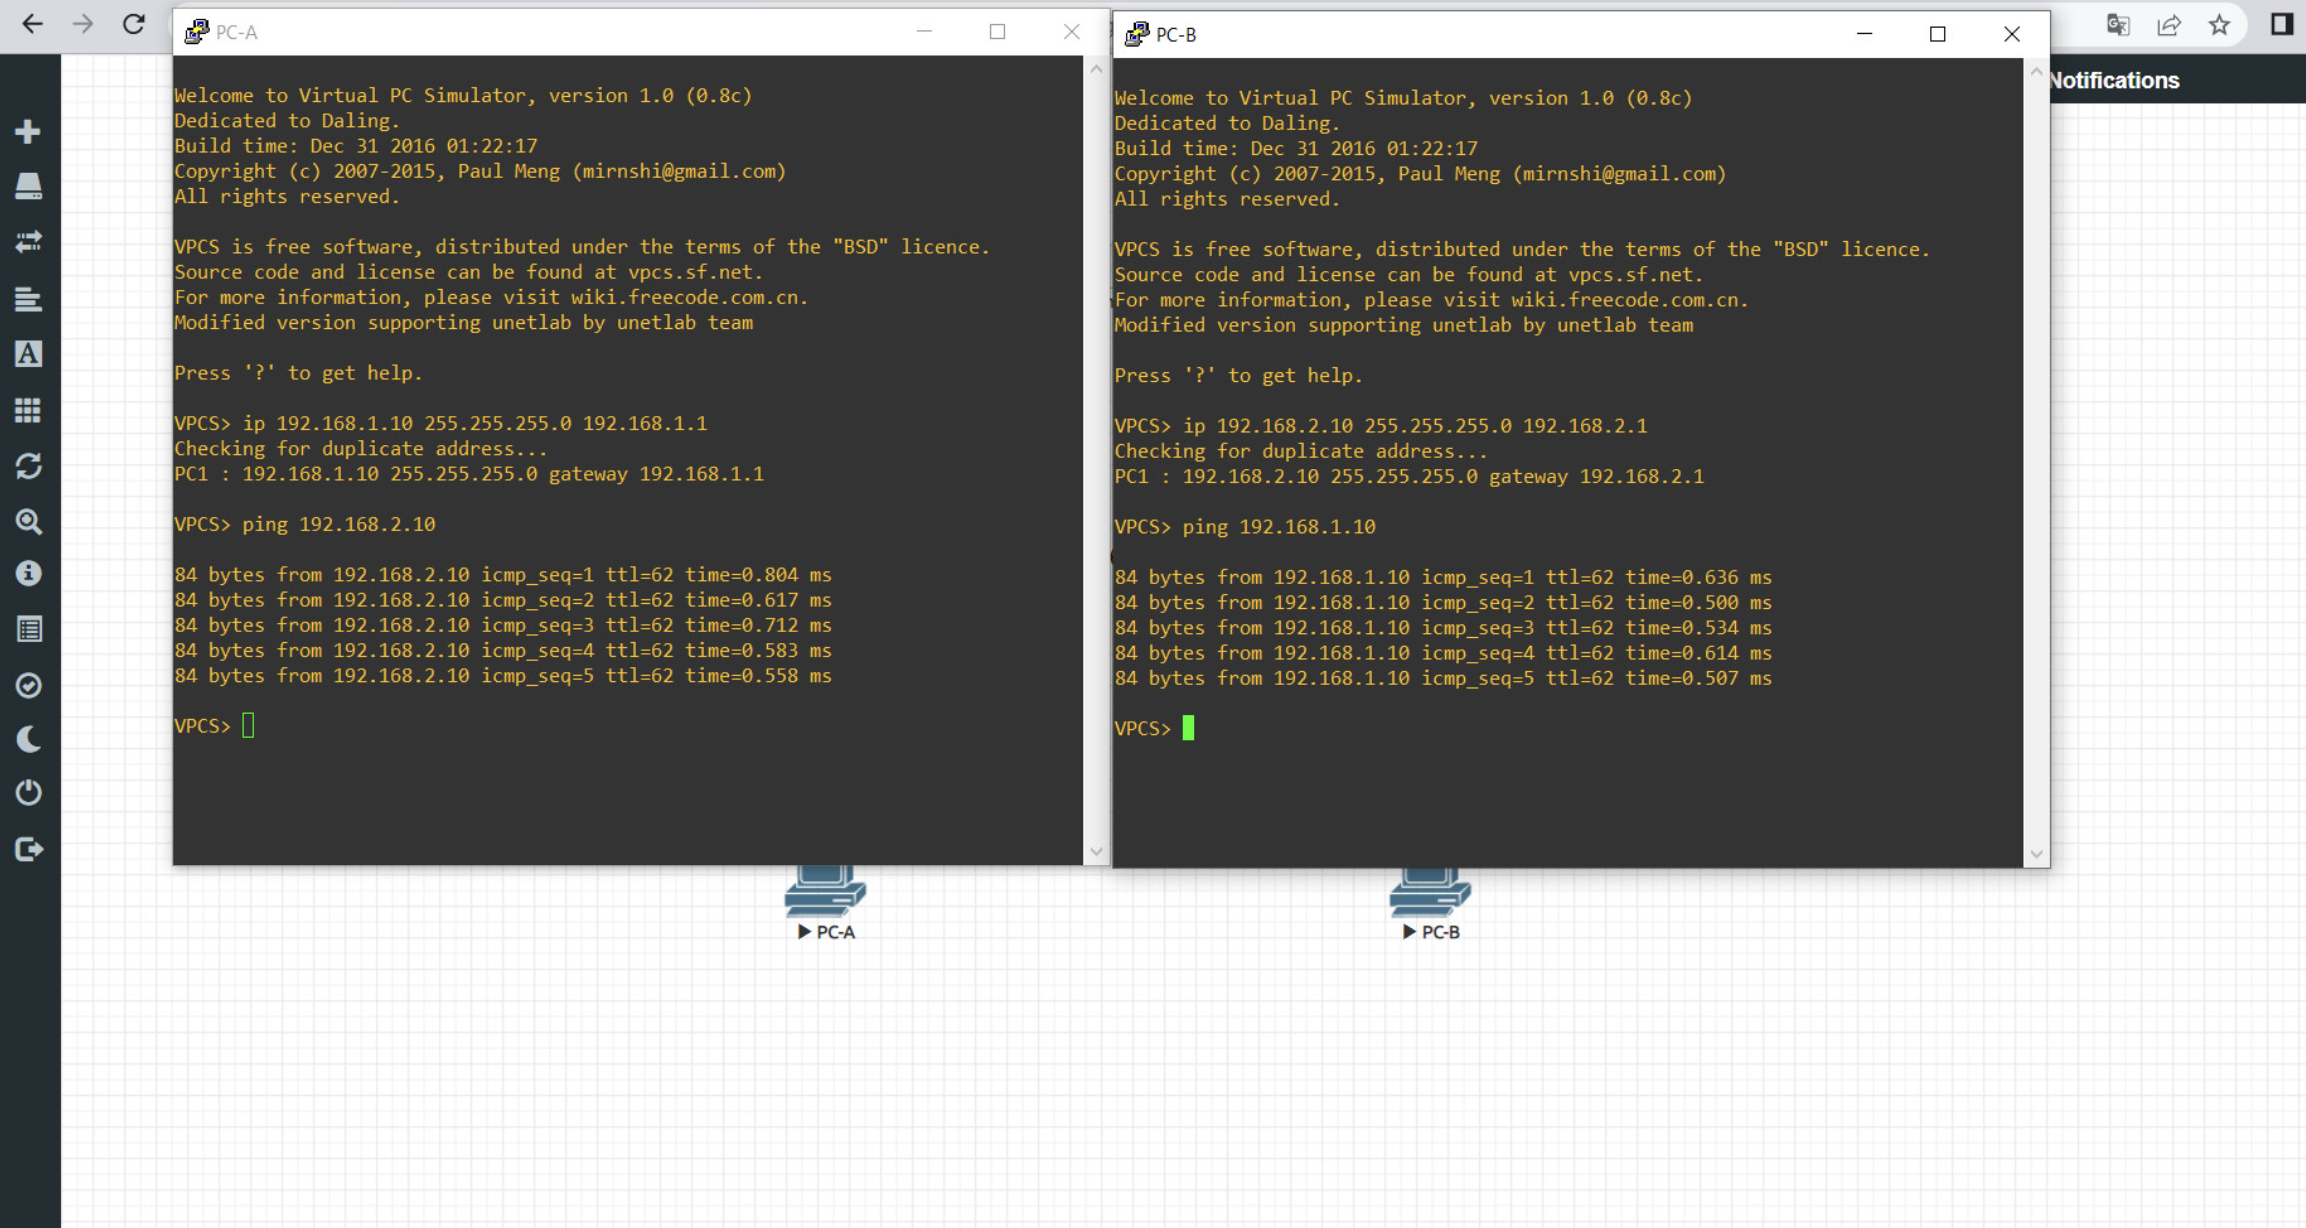 PC-A
Welcome to Virtual PC Simulator, version 1.0 (0.8c)
Dedicated to Daling.
Build time: Dec 31 2016 01:22:17
Copyright (c) 2007-2015, Paul Meng (mirnshi@gmail.com)
All rights reserved.
VPCS is free software, distributed under the terms of the "BSD" licence.
Source code and license can be found at vpcs.sf.net.
For more information, please visit wiki.freecode.com.cn.
Modified version supporting unetlab by unetlab team
Press '?' to get help.
VPCS> ip 192.168.1.10 255.255.255.0 192.168.1.1
Checking for duplicate address...
PC1 : 192.168.1.10 255.255.255.0 gateway 192.168.1.1
VPCS> ping 192.168.2.10
84 bytes from 192.168.2.10 icmp_seq=1 ttl=62 time=0.804 ms
84 bytes from 192.168.2.10 icmp_seq=2 ttl=62 time=0.617 ms
84 bytes from 192.168.2.10 icmp_seq=3 ttl=62 time=0.712 ms
84 bytes from 192.168.2.10 icmp_seq=4 ttl=62 time=0.583 ms
84 bytes from 192.168.2.10 icmp_seq=5 ttl=62 time=0.558 ms
VPCS>
PC-B
Welcome to Virtual PC Simulator, version 1.0 (0.8c)
Dedicated to Daling.
Build time: Dec 31 2016 01:22:17
Copyright (c) 2007-2015, Paul Meng (mirnshi@gmail.com)
All rights reserved.
VPCS is free software, distributed under the terms of the "BSD" licence.
Source code and license can be found at vpcs.sf.net.
For more information, please visit wiki.freecode.com.cn.
Modified version supporting unetlab by unetlab team
Press '?' to get help.
VPCS> ip 192.168.2.10 255.255.255.0 192.168.2.1
Checking for duplicate address...
PC1 : 192.168.2.10 255.255.255.0 gateway 192.168.2.1
VPCS> ping 192.168.1.10
84 bytes from 192.168.1.10 icmp_seq=1 ttl=62 time=0.636 ms
84 bytes from 192.168.1.10 icmp_seq=2 ttl=62 time=0.500 ms
84 bytes from 192.168.1.10 icmp_seq=3 ttl=62 time=0.534 ms
84 bytes from 192.168.1.10 icmp_seq=4 ttl=62 time=0.614 ms
84 bytes from 192.168.1.10 icmp_seq=5 ttl=62 time=0.507 ms
VPCS>
Notifications
PC-A
PC-B